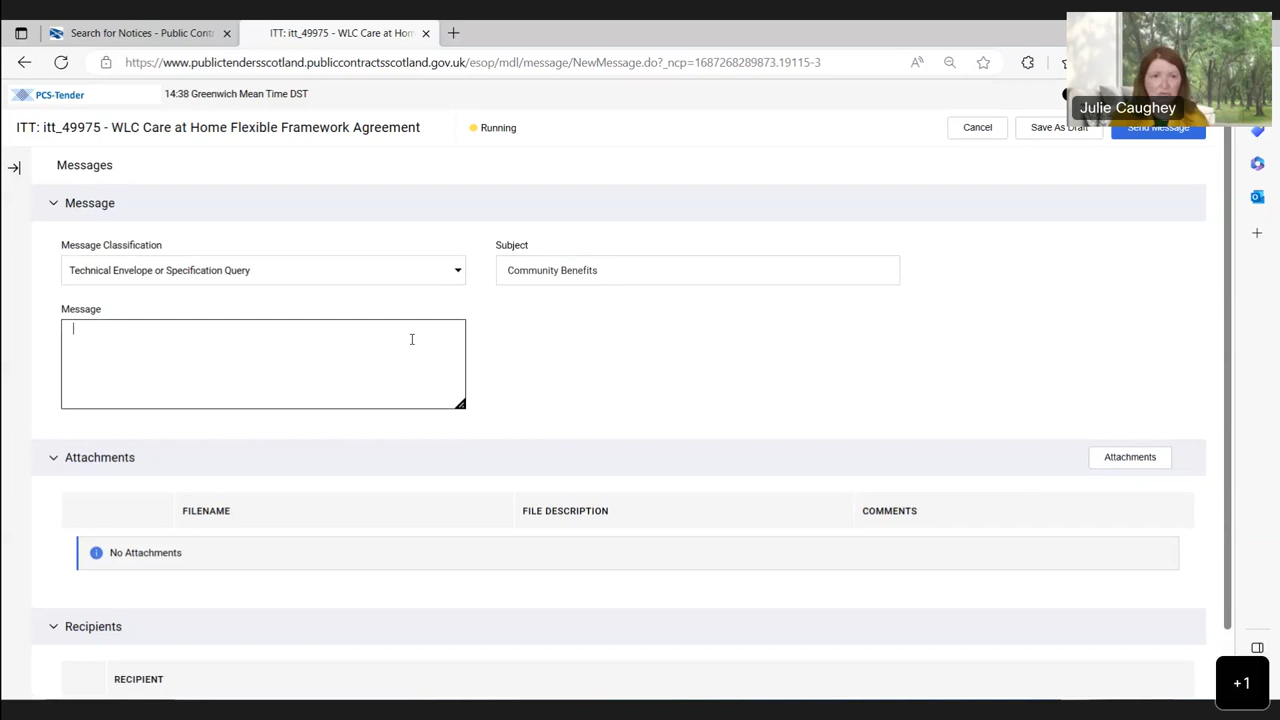 Search for Notices - Public Cont
ITT: itt_49975 - WLC Care at Hom
https://www.publictendersscotland.publiccontractsscotland.gov.uk/esop/mdl/message/NewMessage.do?_ncp=1687268289873.19115-3
Julie Caughey
PCS-Tender
14:38 Greenwich Mean Time DST
ITT: itt_49975 - WLC Care at Home Flexible Framework Agreement
Running
Cancel
Save As Draft
Send Message
Messages
Message
Message Classification
Subject
Technical Envelope or Specification Query
Community Benefits
Message
Attachments
Attachments
FILENAME
FILE DESCRIPTION
COMMENTS
No Attachments
Recipients
RECIPIENT
+1